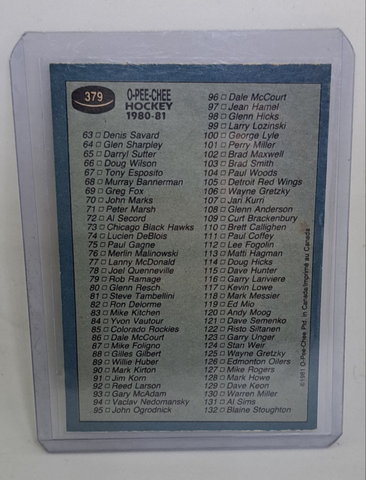 379
O-PEE-CHEE
HOCKEY
1980-81
63 □ Denis Savard
64 □ Glen Sharpley
65 □ Darryl Sutter
66 □ Doug Wilson
67 □ Tony Esposito
68 □ Murray Bannerman
69 □ Greg Fox
70 □ John Marks
71 □ Peter Marsh
72 □ Al Secord
73 □ Chicago Black Hawks
74 □ Lucien DeBlois
75 □ Paul Gagne
76 □ Merlin Malinowski
77 □ Lanny McDonald
78 □ Joel Quenneville
79 □ Rob Ramage
80 □ Glenn Resch
81 □ Steve Tambellini
82 □ Ron Delorme
83 □ Mike Kitchen
84 □ Yvon Vautour
85 □ Colorado Rockies
86 □ Dale McCourt
87 □ Mike Foligno
88 □ Gilles Gilbert
89 □ Willie Huber
90 □ Mark Kirton
91 □ Jim Korn
92 □ Reed Larson
93 □ Gary McAdam
94 □ Vaclav Nedomansky
95 □ John Ogrodnick
96 □ Dale McCourt
97 □ Jean Hamel
98 □ Glenn Hicks
99 □ Larry Lozinski
100 □ George Lyle
101 □ Perry Miller
102 □ Brad Maxwell
103 □ Brad Smith
104 □ Paul Woods
105 □ Detroit Red Wings
106 □ Wayne Gretzky
107 □ Jari Kurri
108 □ Glenn Anderson
109 □ Curt Brackenbury
110 □ Brett Callighen
111 □ Paul Coffey
112 □ Lee Fogolin
113 □ Matti Hagman
114 □ Doug Hicks
115 □ Dave Hunter
116 □ Garry Lariviere
117 □ Kevin Lowe
118 □ Mark Messier
119 □ Ed Mio
120 □ Andy Moog
121 □ Dave Semenko
122 □ Risto Siltanen
123 □ Garry Unger
124 □ Stan Weir
125 □ Wayne Gretzky
126 □ Edmonton Oilers
127 □ Mike Rogers
128 □ Mark Howe
129 □ Dave Keon
130 □ Warren Miller
131 □ Al Sims
132 □ Blaine Stoughton
©1981 O-Pee-Chee Ptd. in Canada/Imprimé au Canada